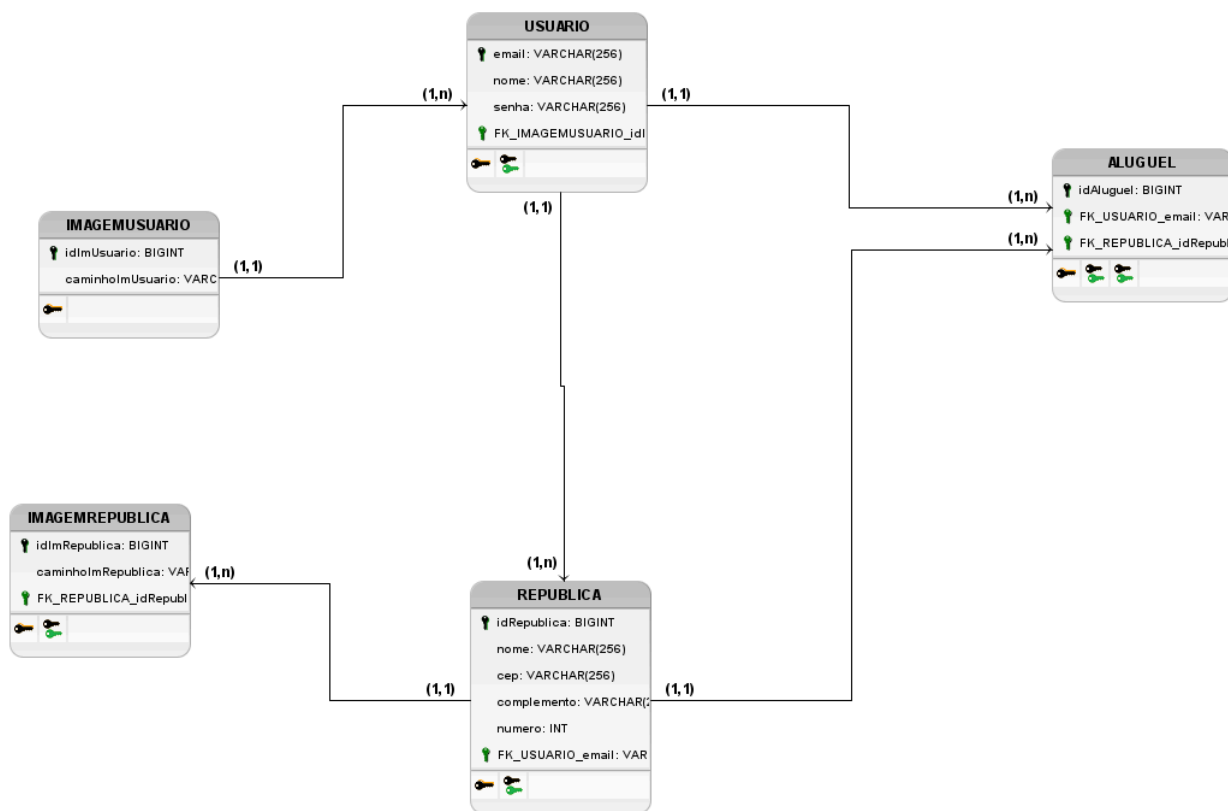 USUARIO
email: VARCHAR(256)
nome: VARCHAR(256)
senha: VARCHAR(256)
FK_IMAGEMUSUARIO_idI
(1,n)
(1,1)
(1,1)
ALUGUEL
idAluguel: BIGINT
FK_USUARIO_email: VAR
FK_REPUBLICA_idRepubl
(1,n)
(1,n)
IMAGEMUSUARIO
idImUsuario: BIGINT
caminhoImUsuario: VARC
(1,1)
IMAGEMREPUBLICA
idImRepublica: BIGINT
caminhoImRepublica: VAR
FK_REPUBLICA_idRepubl
(1,n)
(1,n)
REPUBLICA
idRepublica: BIGINT
nome: VARCHAR(256)
cep: VARCHAR(256)
complemento: VARCHAR(2
numero: INT
FK_USUARIO_email: VAR
(1,1)
(1,1)